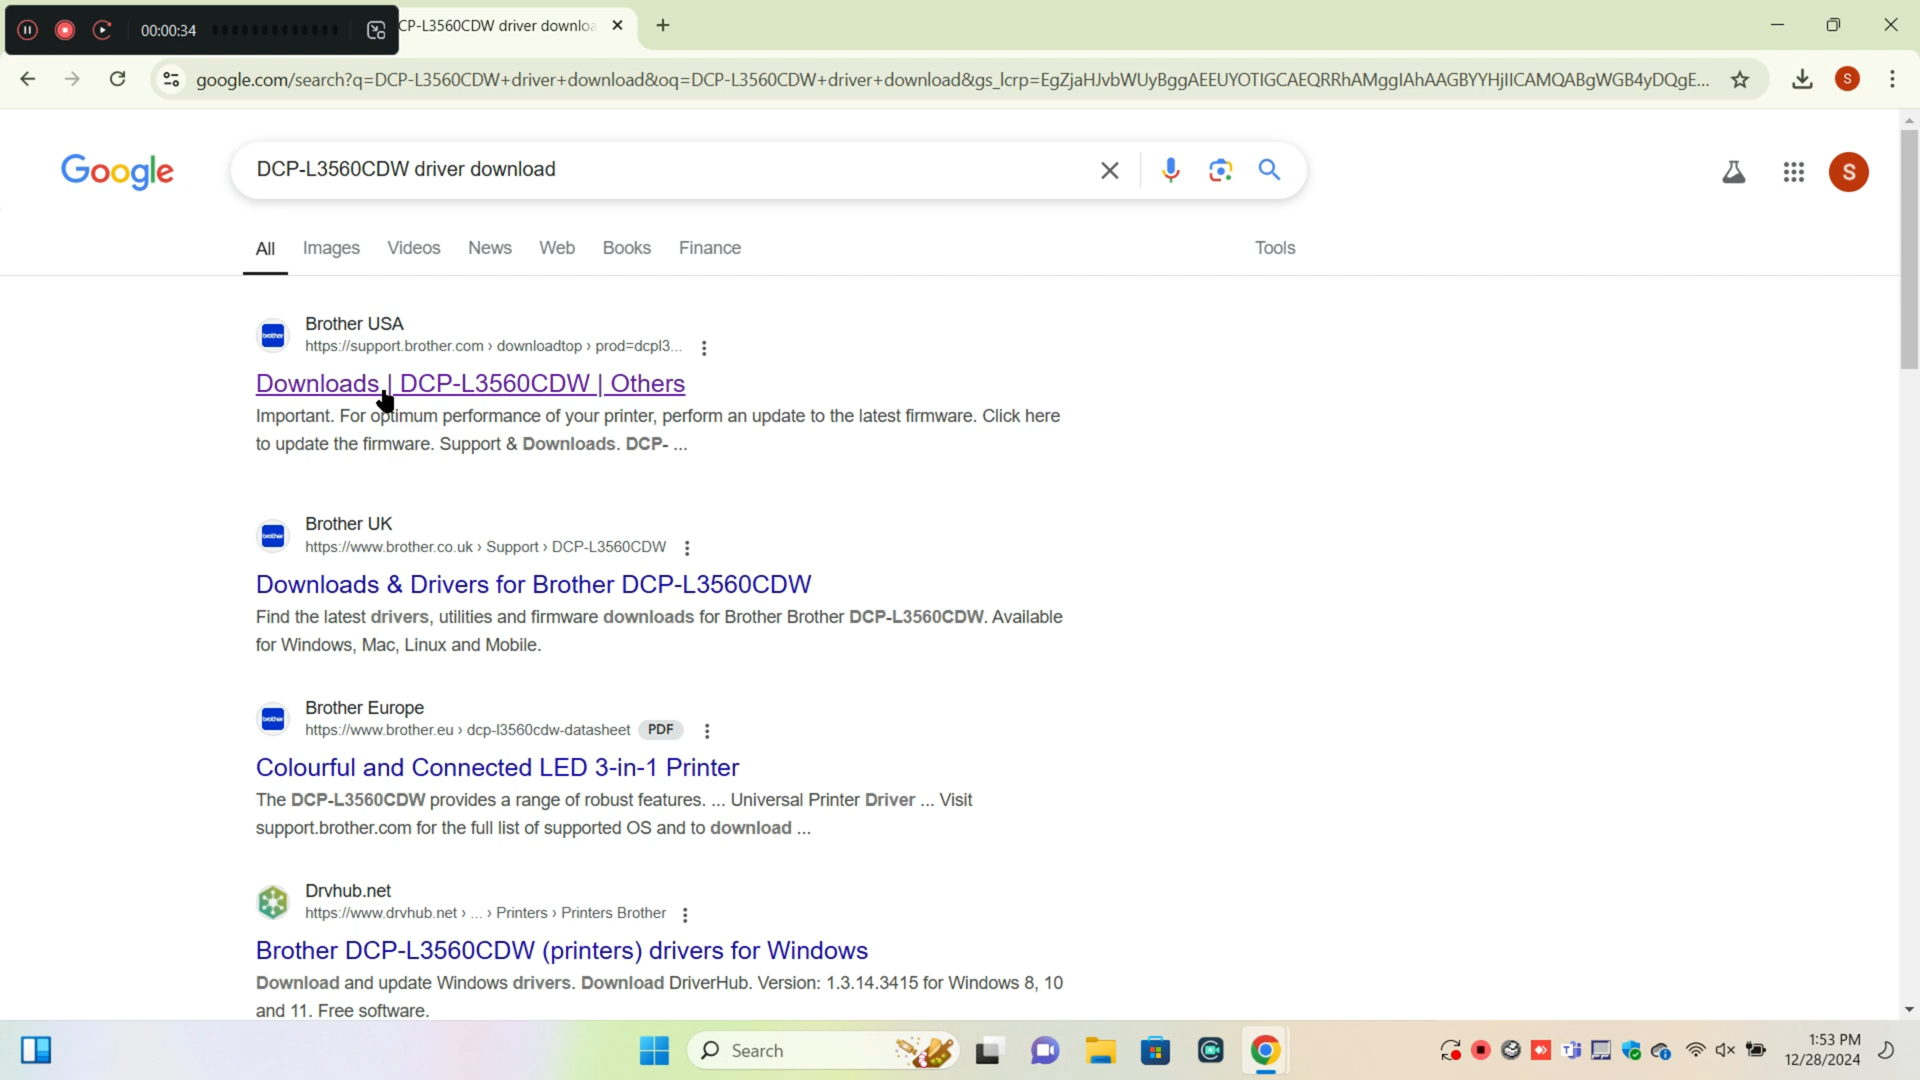 00:00:34
CP-L3560CDW driver downloa
google.com/search?q=DCP-L3560CDW+driver+download&oq=DCP-L3560CDW+driver+download&gs_lcrp=EgZjaHJvbWUyBggAEEUYOTIGCAEQRRhAMggIAhAAGBYYHjIICAMQABgWGB4yDQgE...
S
Google
DCP-L3560CDW driver download
S
All Images Videos News Web Books Finance Tools
brother
Brother USA
https://support.brother.com › downloadtop › prod=dcpl3...
Downloads | DCP-L3560CDW | Others
Important. For optimum performance of your printer, perform an update to the latest firmware. Click here
to update the firmware. Support & Downloads. DCP- ...
brother
Brother UK
https://www.brother.co.uk › Support › DCP-L3560CDW
Downloads & Drivers for Brother DCP-L3560CDW
Find the latest drivers, utilities and firmware downloads for Brother Brother DCP-L3560CDW. Available
for Windows, Mac, Linux and Mobile.
brother
Brother Europe
https://www.brother.eu › dcp-l3560cdw-datasheet PDF
Colourful and Connected LED 3-in-1 Printer
The DCP-L3560CDW provides a range of robust features. ... Universal Printer Driver ... Visit
support.brother.com for the full list of supported OS and to download ...
Drvhub.net
https://www.drvhub.net › ... › Printers › Printers Brother
Brother DCP-L3560CDW (printers) drivers for Windows
Download and update Windows drivers. Download DriverHub. Version: 1.3.14.3415 for Windows 8, 10
and 11. Free software.
Search
1:53 PM
12/28/2024